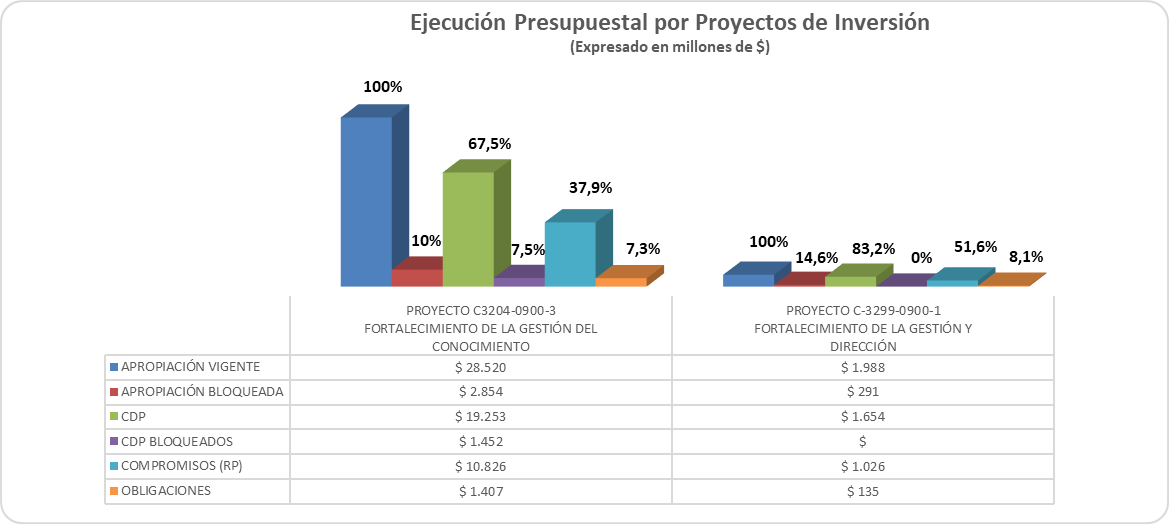 Ejecución Presupuestal por Proyectos de Inversión
(Expresado en millones de $)
100%
10%
67,5%
7,5%
37,9%
7,3%
100%
14,6%
83,2%
0%
51,6%
8,1%
PROYECTO C3204-0900-3
FORTALECIMIENTO DE LA GESTIÓN DEL
CONOCIMIENTO
PROYECTO C-3299-0900-1
FORTALECIMIENTO DE LA GESTIÓN Y
DIRECCIÓN
APROPIACIÓN VIGENTE $ 28.520 $ 1.988
APROPIACIÓN BLOQUEADA $ 2.854 $ 291
CDP $ 19.253 $ 1.654
CDP BLOQUEADOS $ 1.452 $
COMPROMISOS (RP) $ 10.826 $ 1.026
OBLIGACIONES $ 1.407 $ 135